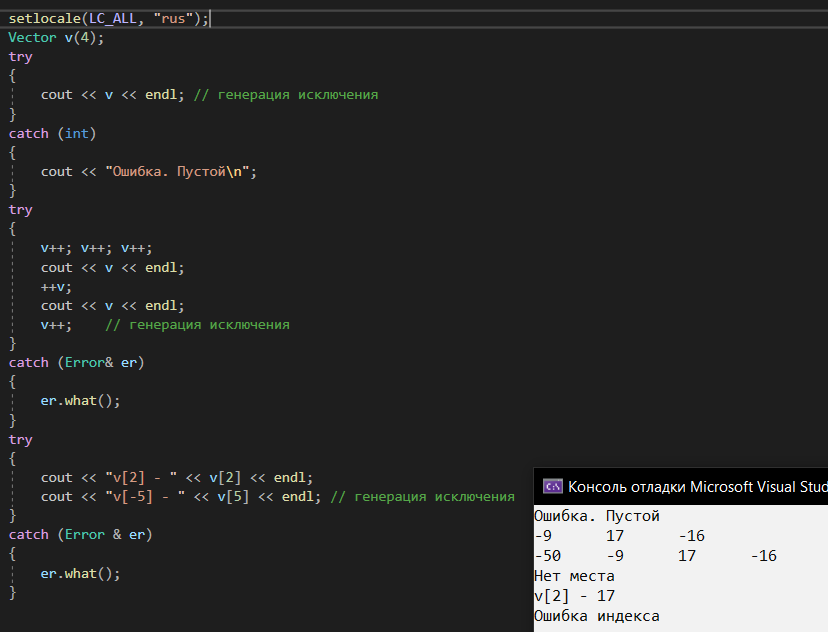 setlocale(LC_ALL, "rus");
Vector v(4);
try
{
    cout << v << endl; // генерация исключения
}
catch (int)
{
    cout << "Ошибка. Пустой\n";
}
try
{
    v++; v++; v++;
    cout << v << endl;
    ++v;
    cout << v << endl;
    v++;    // генерация исключения
}
catch (Error& er)
{
    er.what();
}
try
{
    cout << "v[2] - " << v[2] << endl;
    cout << "v[-5] - " << v[5] << endl; // генерация исключения
}
catch (Error & er)
{
    er.what();
}
Консоль отладки Microsoft Visual Stud
Ошибка. Пустой
-9      17      -16
-50     -9      17      -16
Нет места
v[2] - 17
Ошибка индекса